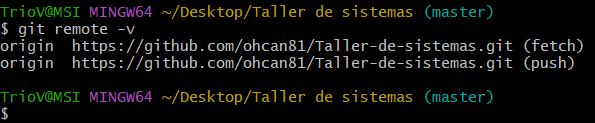 TrioV@MSI MINGW64 ~/Desktop/Taller de sistemas (master)
$ git remote -v
origin  https://github.com/ohcan81/Taller-de-sistemas.git (fetch)
origin  https://github.com/ohcan81/Taller-de-sistemas.git (push)
TrioV@MSI MINGW64 ~/Desktop/Taller de sistemas (master)
$